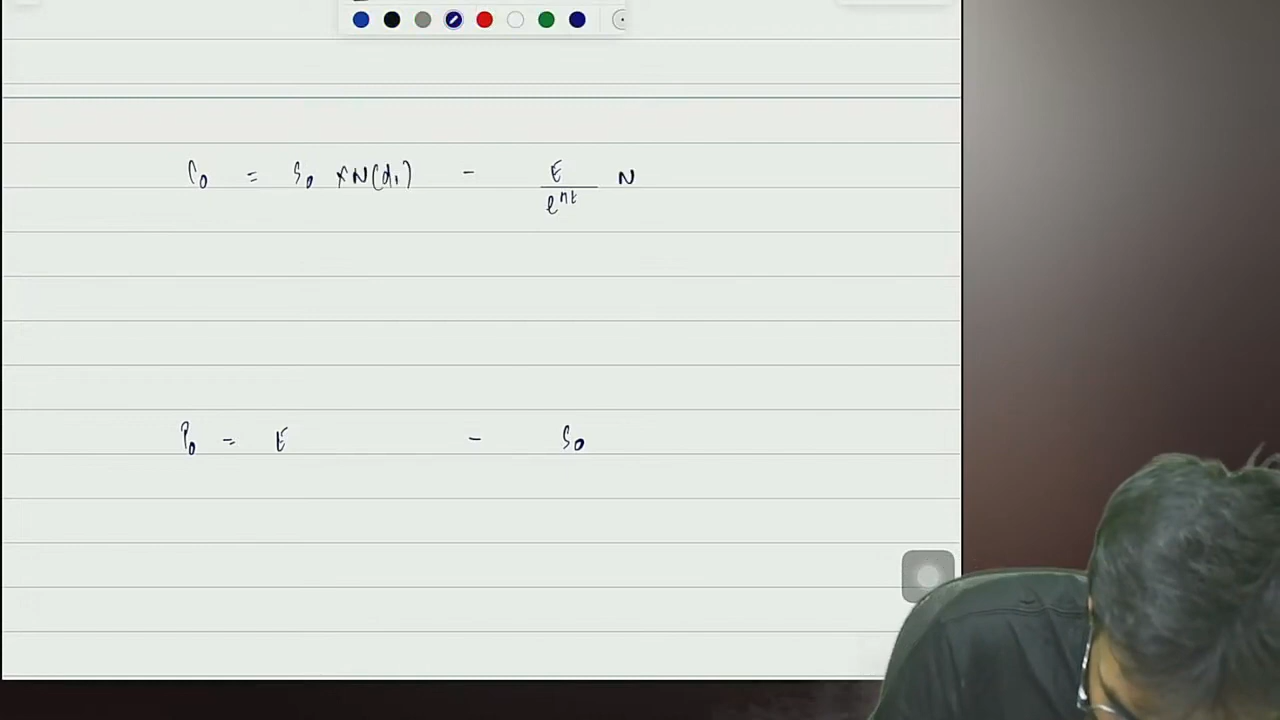 C₀ = S₀ × N(d₁) - E/e^rt N
P₀ = E - S₀